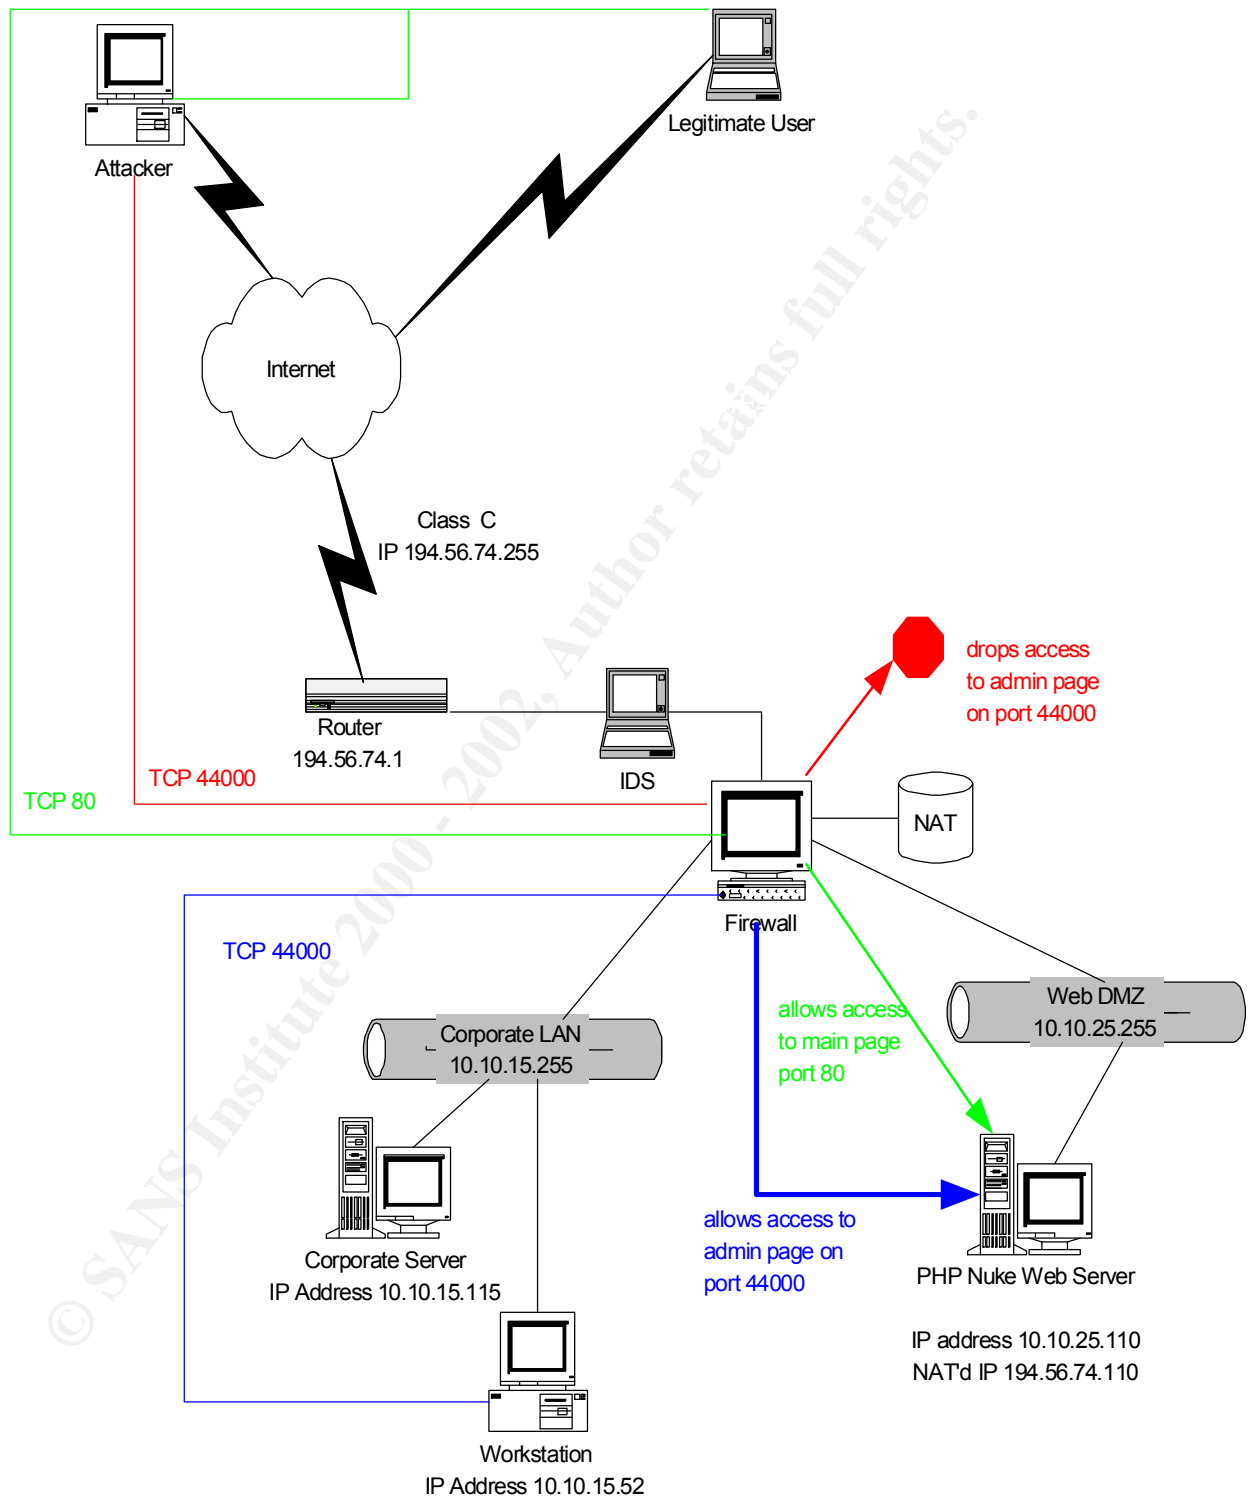 Attacker
Legitimate User
Internet
Class C
IP 194.56.74.255
Router
194.56.74.1
IDS
drops access
to admin page
on port 44000
TCP 44000
TCP 80
NAT
Firewall
TCP 44000
Corporate LAN
10.10.15.255
allows access
to main page
port 80
Web DMZ
10.10.25.255
Corporate Server
IP Address 10.10.15.115
allows access to
admin page on
port 44000
PHP Nuke Web Server
IP address 10.10.25.110
NAT'd IP 194.56.74.110
Workstation
IP Address 10.10.15.52
© SANS Institute 2000 - 2002, Author retains full rights.